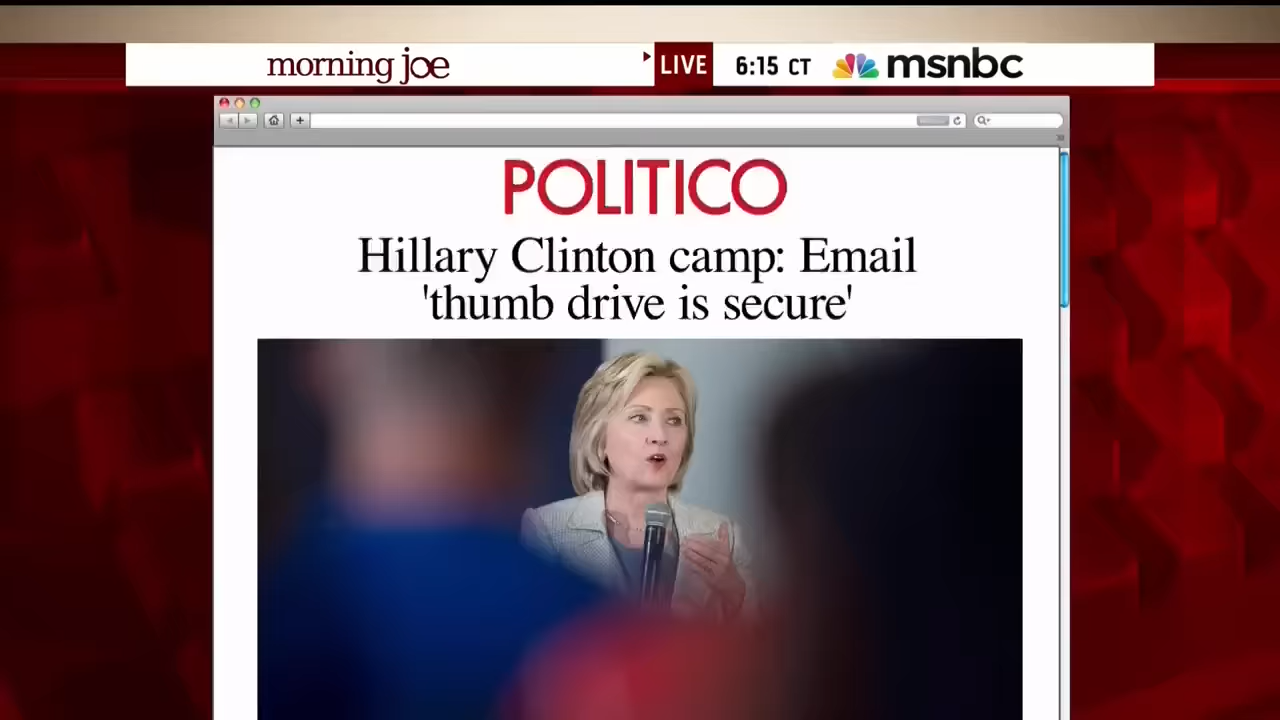 morning joe
LIVE
6:15 CT
msnbc
POLITICO
Hillary Clinton camp: Email
'thumb drive is secure'